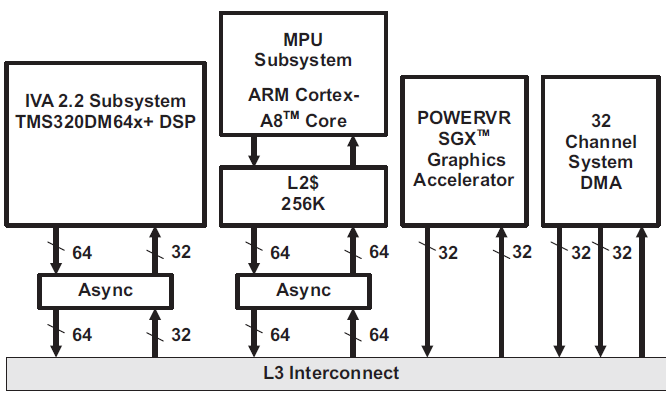 IVA 2.2 Subsystem
TMS320DM64x+ DSP
MPU
Subsystem
ARM Cortex-
A8™ Core
L2$
256K
POWERVR
SGX™
Graphics
Accelerator
32
Channel
System
DMA
64
32
64
64
32
32
32
32
Async
Async
64
32
64
64
L3 Interconnect